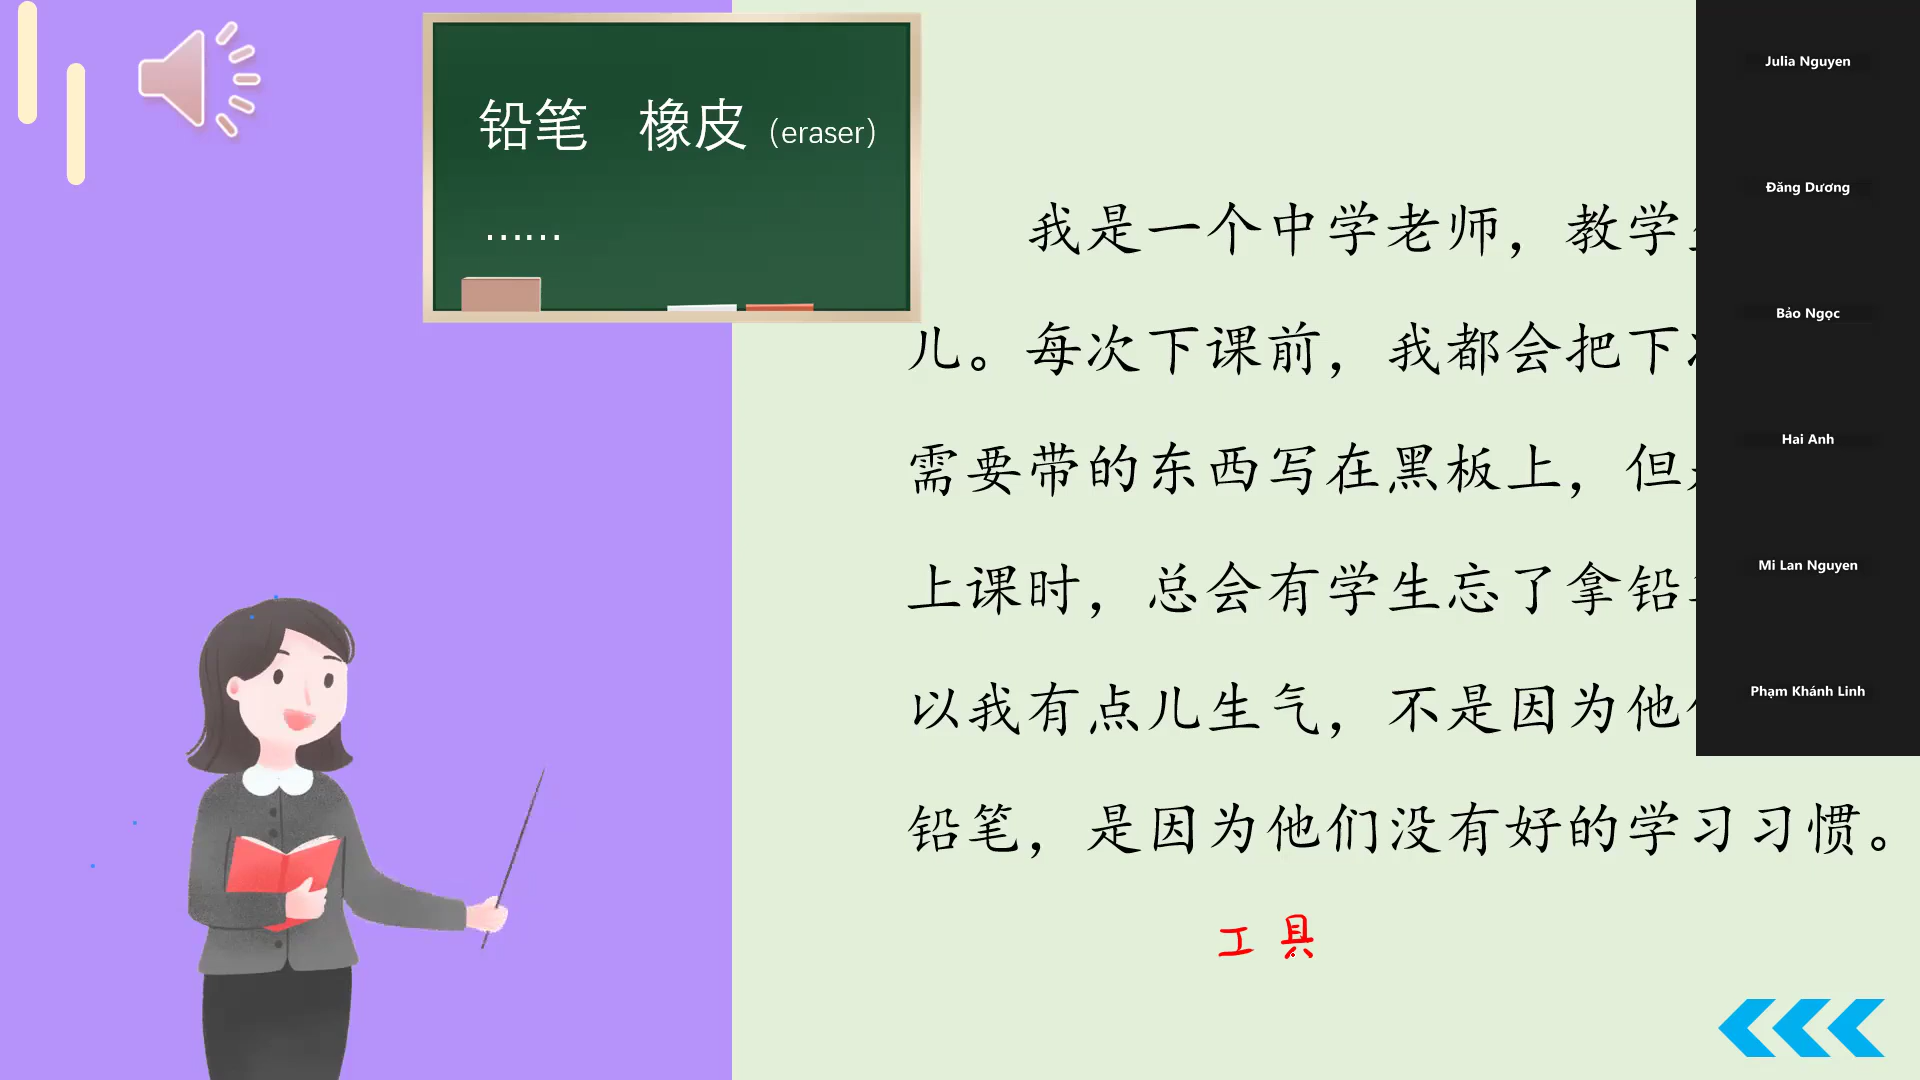 铅笔 橡皮（eraser）
……
我是一个中学老师，教学
儿。每次下课前，我都会把下
需要带的东西写在黑板上，但
上课时，总会有学生忘了拿铅
以我有点儿生气，不是因为他
铅笔，是因为他们没有好的学习习惯。
工具
Julia Nguyen
Đăng Dương
Bảo Ngọc
Hai Anh
Mi Lan Nguyen
Phạm Khánh Linh